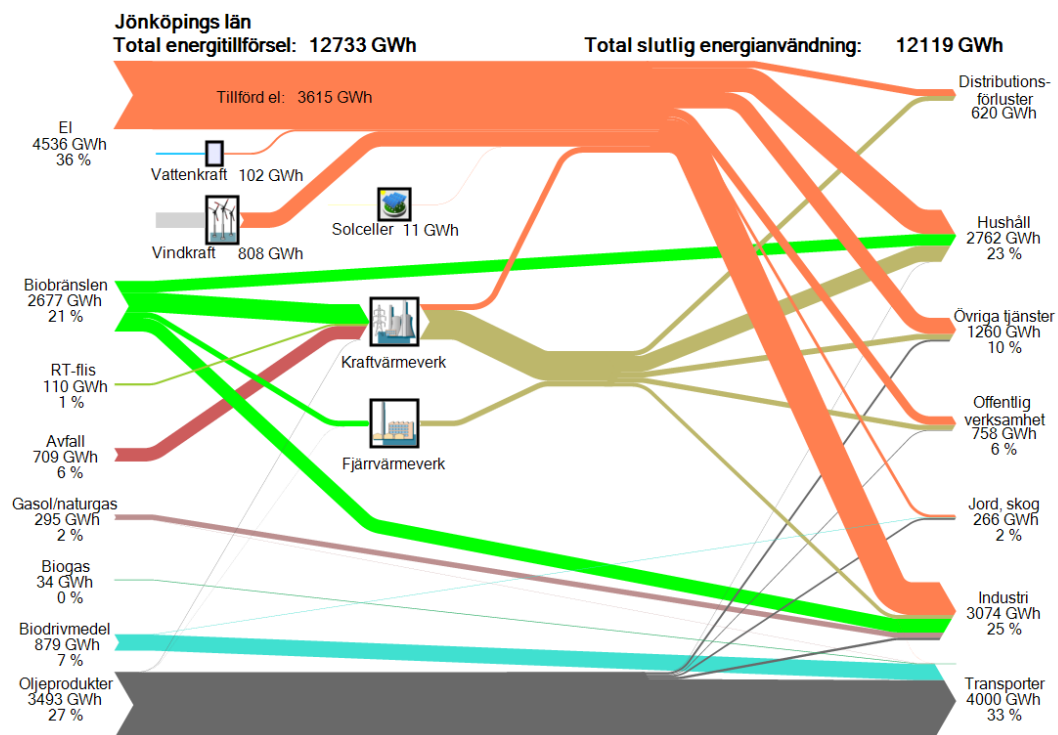 Jönköpings län
Total energitillförsel: 12733 GWh
Total slutlig energianvändning: 12119 GWh
Tillförd el: 3615 GWh
El
4536 GWh
36 %
Vattenkraft 102 GWh
Vindkraft 808 GWh
Solceller 11 GWh
Biobränslen
2677 GWh
21 %
Kraftvärmeverk
RT-flis
110 GWh
1 %
Avfall
709 GWh
6 %
Fjärrvärmeverk
Gasol/naturgas
295 GWh
2 %
Biogas
34 GWh
0 %
Biodrivmedel
879 GWh
7 %
Oljeprodukter
3493 GWh
27 %
Distributions-
förluster
620 GWh
Hushåll
2762 GWh
23 %
Övriga tjänster
1260 GWh
10 %
Offentlig
verksamhet
758 GWh
6 %
Jord, skog
266 GWh
2 %
Industri
3074 GWh
25 %
Transporter
4000 GWh
33 %